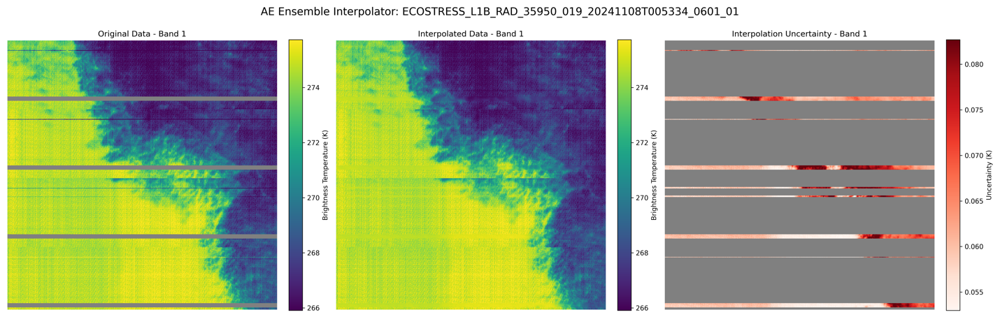 AE Ensemble Interpolator: ECOSTRESS_L1B_RAD_35950_019_20241108T005334_0601_01
Original Data - Band 1
274
272
270
268
266
Brightness Temperature (K)
Interpolated Data - Band 1
274
272
270
268
266
Brightness Temperature (K)
Interpolation Uncertainty - Band 1
0.080
0.075
0.070
0.065
0.060
0.055
Uncertainty (K)